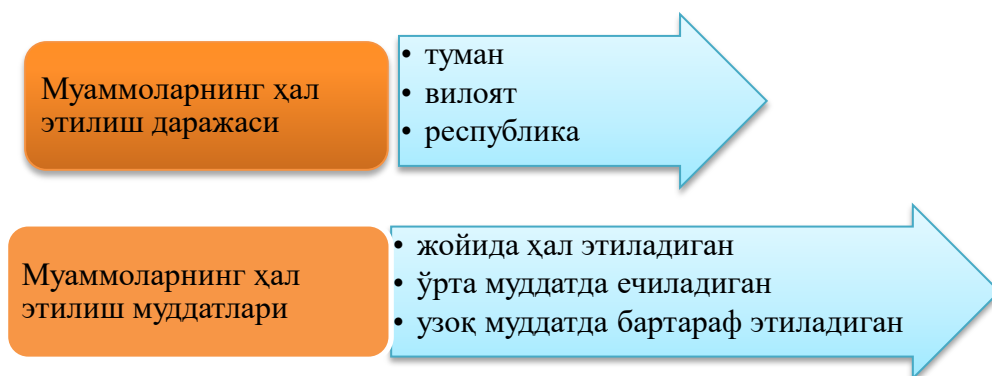 Муаммоларнинг ҳал
этилиш даражаси
• туман
• вилоят
• республика
Муаммоларнинг ҳал
этилиш муддатлари
• жойида ҳал этиладиган
• ўрта муддатда ечиладиган
• узоқ муддатда бартараф этиладиган